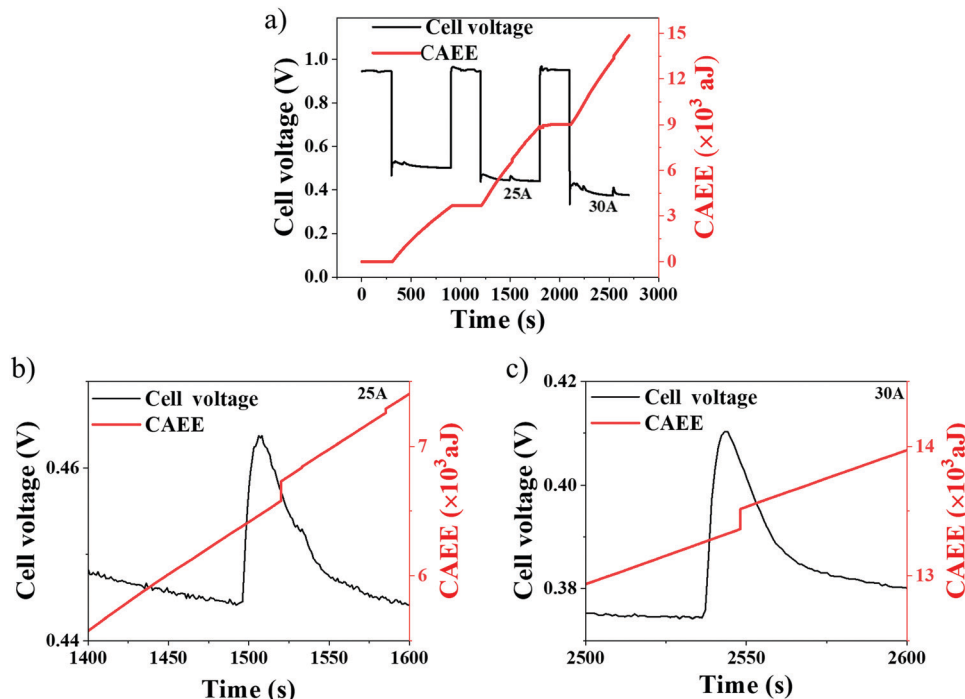 a)
Cell voltage
CAEE
Cell voltage (V)
1.0
0.8
0.6
0.4
0.2
0.0
25A
30A
15
12
9
6
3
0
CAEE (×10³ aJ)
0 500 1000 1500 2000 2500 3000
Time (s)
b)
Cell voltage
CAEE
25A
Cell voltage (V)
0.46
0.44
7
6
CAEE (×10³aJ)
1400 1450 1500 1550 1600
Time (s)
c)
Cell voltage
CAEE
30A
Cell voltage (V)
0.42
0.40
0.38
14
13
CAEE (×10³aJ)
2500 2550 2600
Time (s)